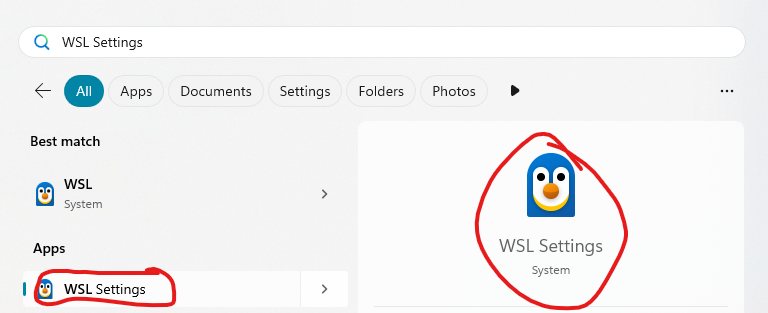 WSL Settings
All Apps Documents Settings Folders Photos
Best match
WSL
System
Apps
WSL Settings
WSL Settings
System